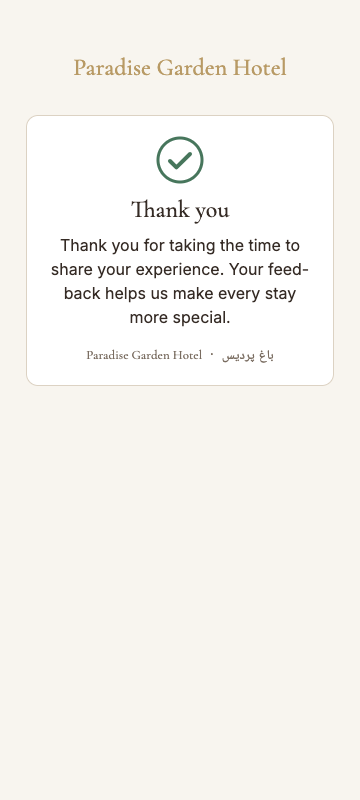 Paradise Garden Hotel
Thank you
Thank you for taking the time to
share your experience. Your feed-
back helps us make every stay
more special.
Paradise Garden Hotel · باغ پردیس